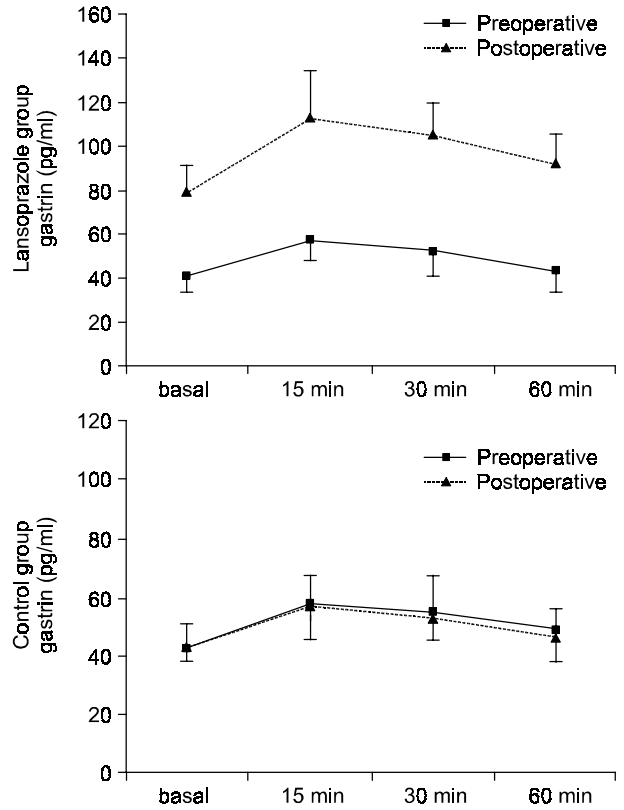 160
140
120
100
80
60
40
20
0
Lansoprazole group
gastrin (pg/ml)
Preoperative
Postoperative
basal 15 min 30 min 60 min
120
100
80
60
40
20
0
Control group
gastrin (pg/ml)
Preoperative
Postoperative
basal 15 min 30 min 60 min